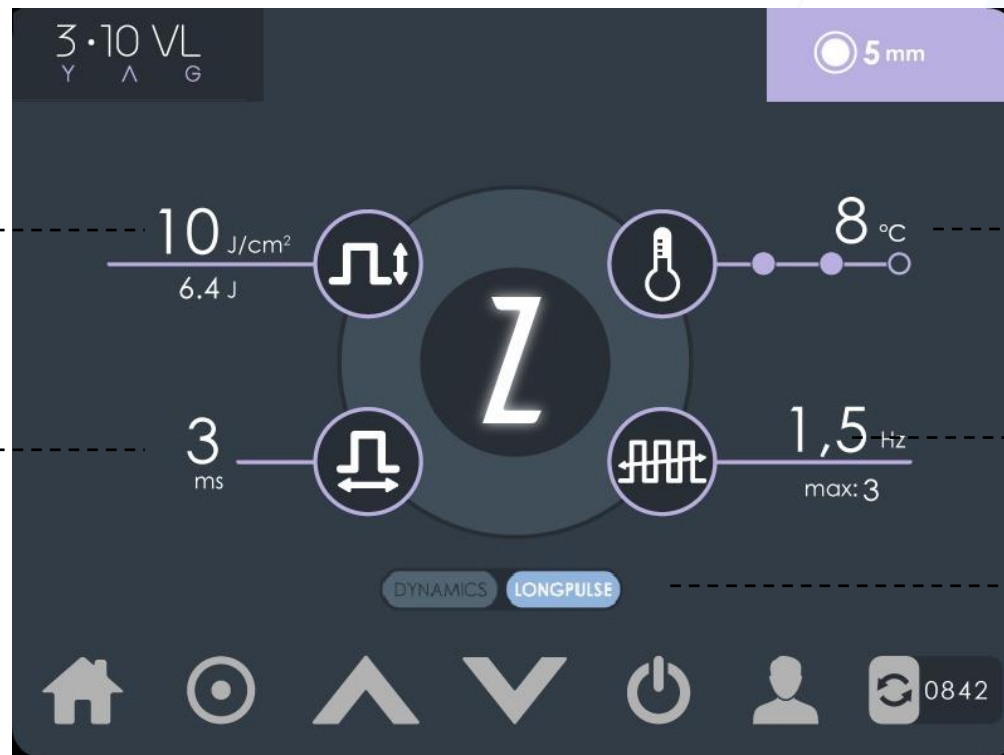 3·10 VL
Y Λ G
5 mm
10 J/cm²
6.4 J
8 °C
Z
3
ms
1,5 Hz
max: 3
DYNAMICS LONGPULSE
0842